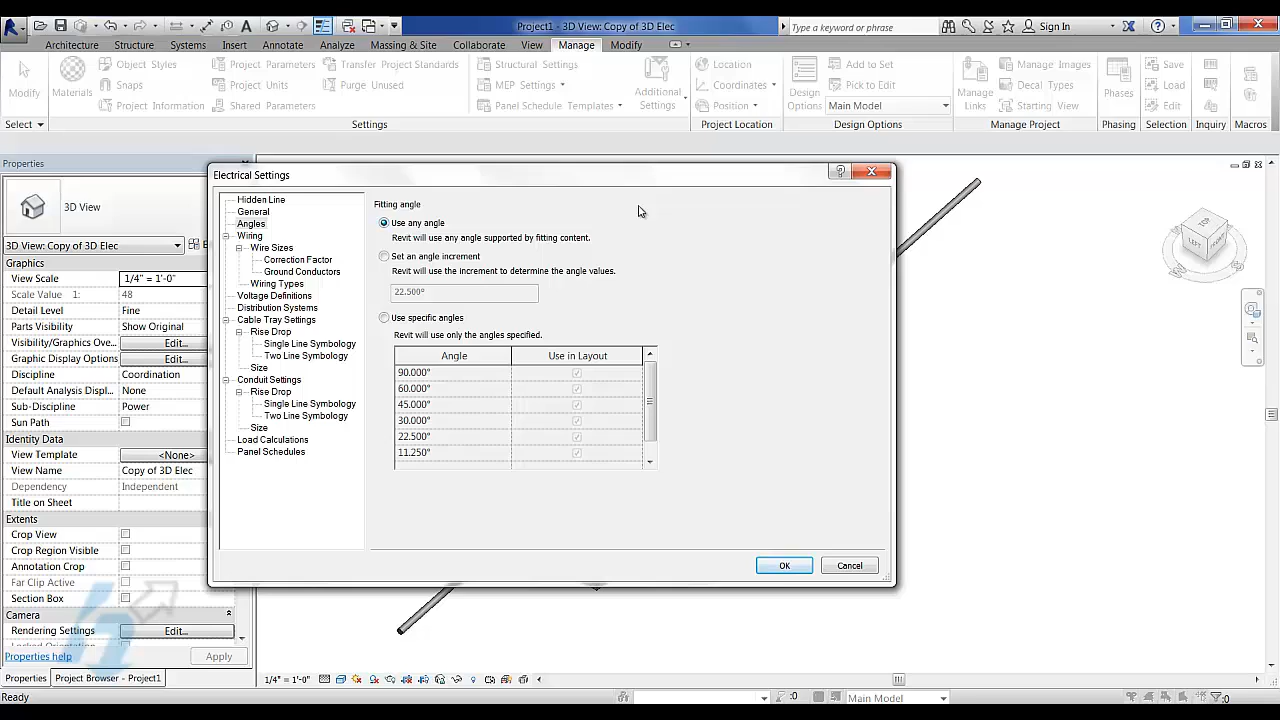 Project1 - 3D View: Copy of 3D Elec
Type a keyword or phrase
Sign In
Architecture Structure Systems Insert Annotate Analyze Massing & Site Collaborate View Manage Modify
Modify
Materials
Object Styles
Snaps
Project Information
Project Parameters
Project Units
Shared Parameters
Transfer Project Standards
Purge Unused
Structural Settings
MEP Settings
Panel Schedule Templates
Additional Settings
Location
Coordinates
Position
Design Options
Add to Set
Pick to Edit
Main Model
Manage Links
Manage Images
Decal Types
Starting View
Phases
Save
Load
Edit
Select Settings Project Location Design Options Manage Project Phasing Selection Inquiry Macros
Properties
3D View
3D View: Copy of 3D Elec
Graphics
View Scale 1/4" = 1'-0"
Scale Value 1: 48
Detail Level Fine
Parts Visibility Show Original
Visibility/Graphics Ove... Edit...
Graphic Display Options Edit...
Discipline Coordination
Default Analysis Displ... None
Sub-Discipline Power
Sun Path
Identity Data
View Template <None>
View Name Copy of 3D Elec
Dependency Independent
Title on Sheet
Extents
Crop View
Crop Region Visible
Annotation Crop
Far Clip Active
Section Box
Camera
Rendering Settings Edit...
Properties help Apply
Properties Project Browser - Project1
Electrical Settings
Hidden Line
General
Angles
Wiring
Wire Sizes
Correction Factor
Ground Conductors
Wiring Types
Voltage Definitions
Distribution Systems
Cable Tray Settings
Rise Drop
Single Line Symbology
Two Line Symbology
Size
Conduit Settings
Rise Drop
Single Line Symbology
Two Line Symbology
Size
Load Calculations
Panel Schedules
Fitting angle
Use any angle
Revit will use any angle supported by fitting content.
Set an angle increment
Revit will use the increment to determine the angle values.
22.500°
Use specific angles
Revit will use only the angles specified.
Angle Use in Layout
90.000°
60.000°
45.000°
30.000°
22.500°
11.250°
OK Cancel
LEFT
1/4" = 1'-0"
Ready
:0
Main Model
:0